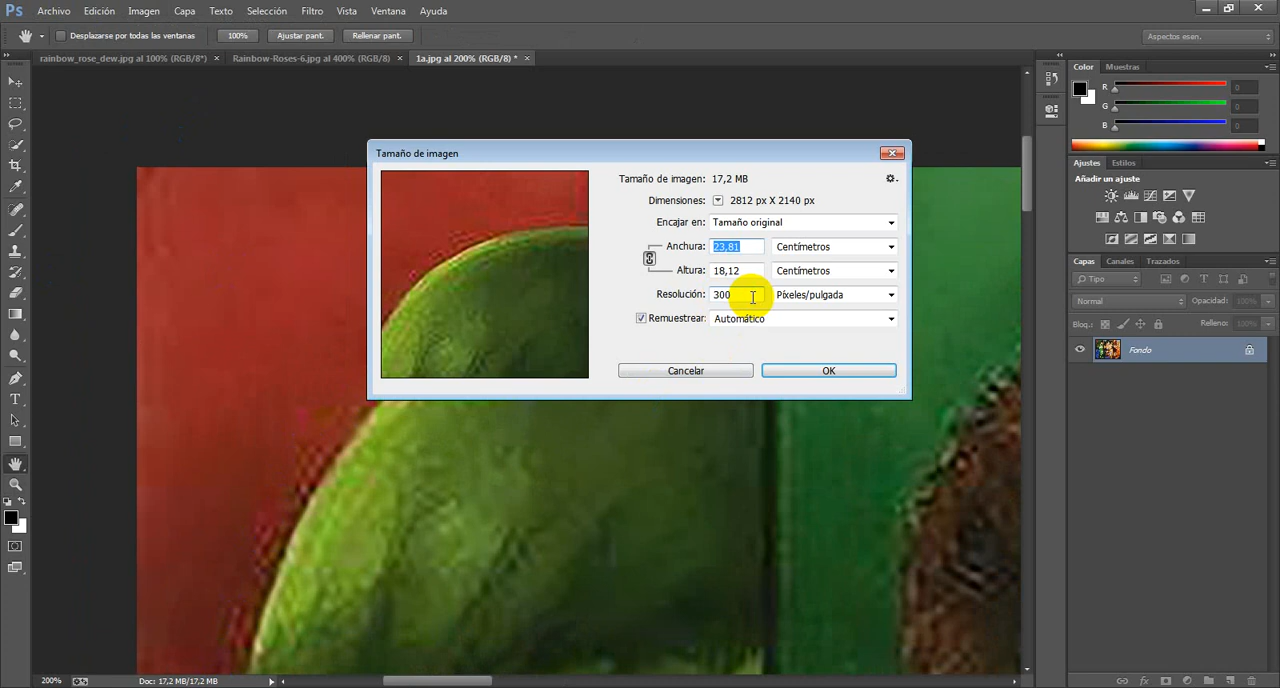 Ps Archivo Edición Imagen Capa Texto Selección Filtro Vista Ventana Ayuda
Desplazarse por todas las ventanas 100% Ajustar pant. Rellenar pant. Aspectos esen.
rainbow_rose_dew.jpg al 100% (RGB/8*) × Rainbow-Roses-6.jpg al 400% (RGB/8) × 1a.jpg al 200% (RGB/8) * ×
Color Muestras
R 0
G 0
B 0
Ajustes Estilos
Añadir un ajuste
Capas Canales Trazados
Tipo
Normal Opacidad: 100%
Bloq.: Relleno: 100%
Fondo
Tamaño de imagen
Tamaño de imagen: 17,2 MB
Dimensiones: 2812 px X 2140 px
Encajar en: Tamaño original
Anchura: 23,81 Centímetros
Altura: 18,12 Centímetros
Resolución: 300 Píxeles/pulgada
Remuestrear: Automático
Cancelar OK
200% Doc: 17,2 MB/17,2 MB